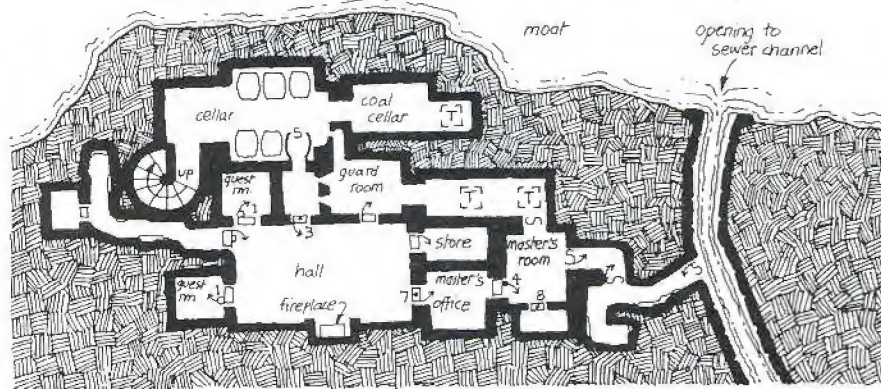 moat
opening to
sewer channel
cellar
coal
cellar
T
5
up
guest
rm.
1
3
guard
room
T
T
S
store
master's
room
S
S
S
hall
guest
rm.
1
fireplace
7
master's
office
4
8